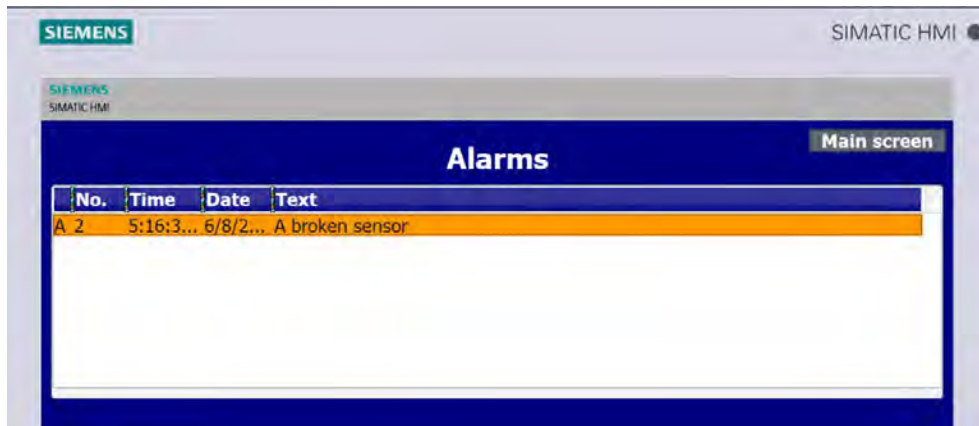 SIEMENS
SIMATIC HMI
SIEMENS
SIMATIC HMI
Main screen
Alarms
No. Time Date Text
A 2 5:16:3... 6/8/2... A broken sensor